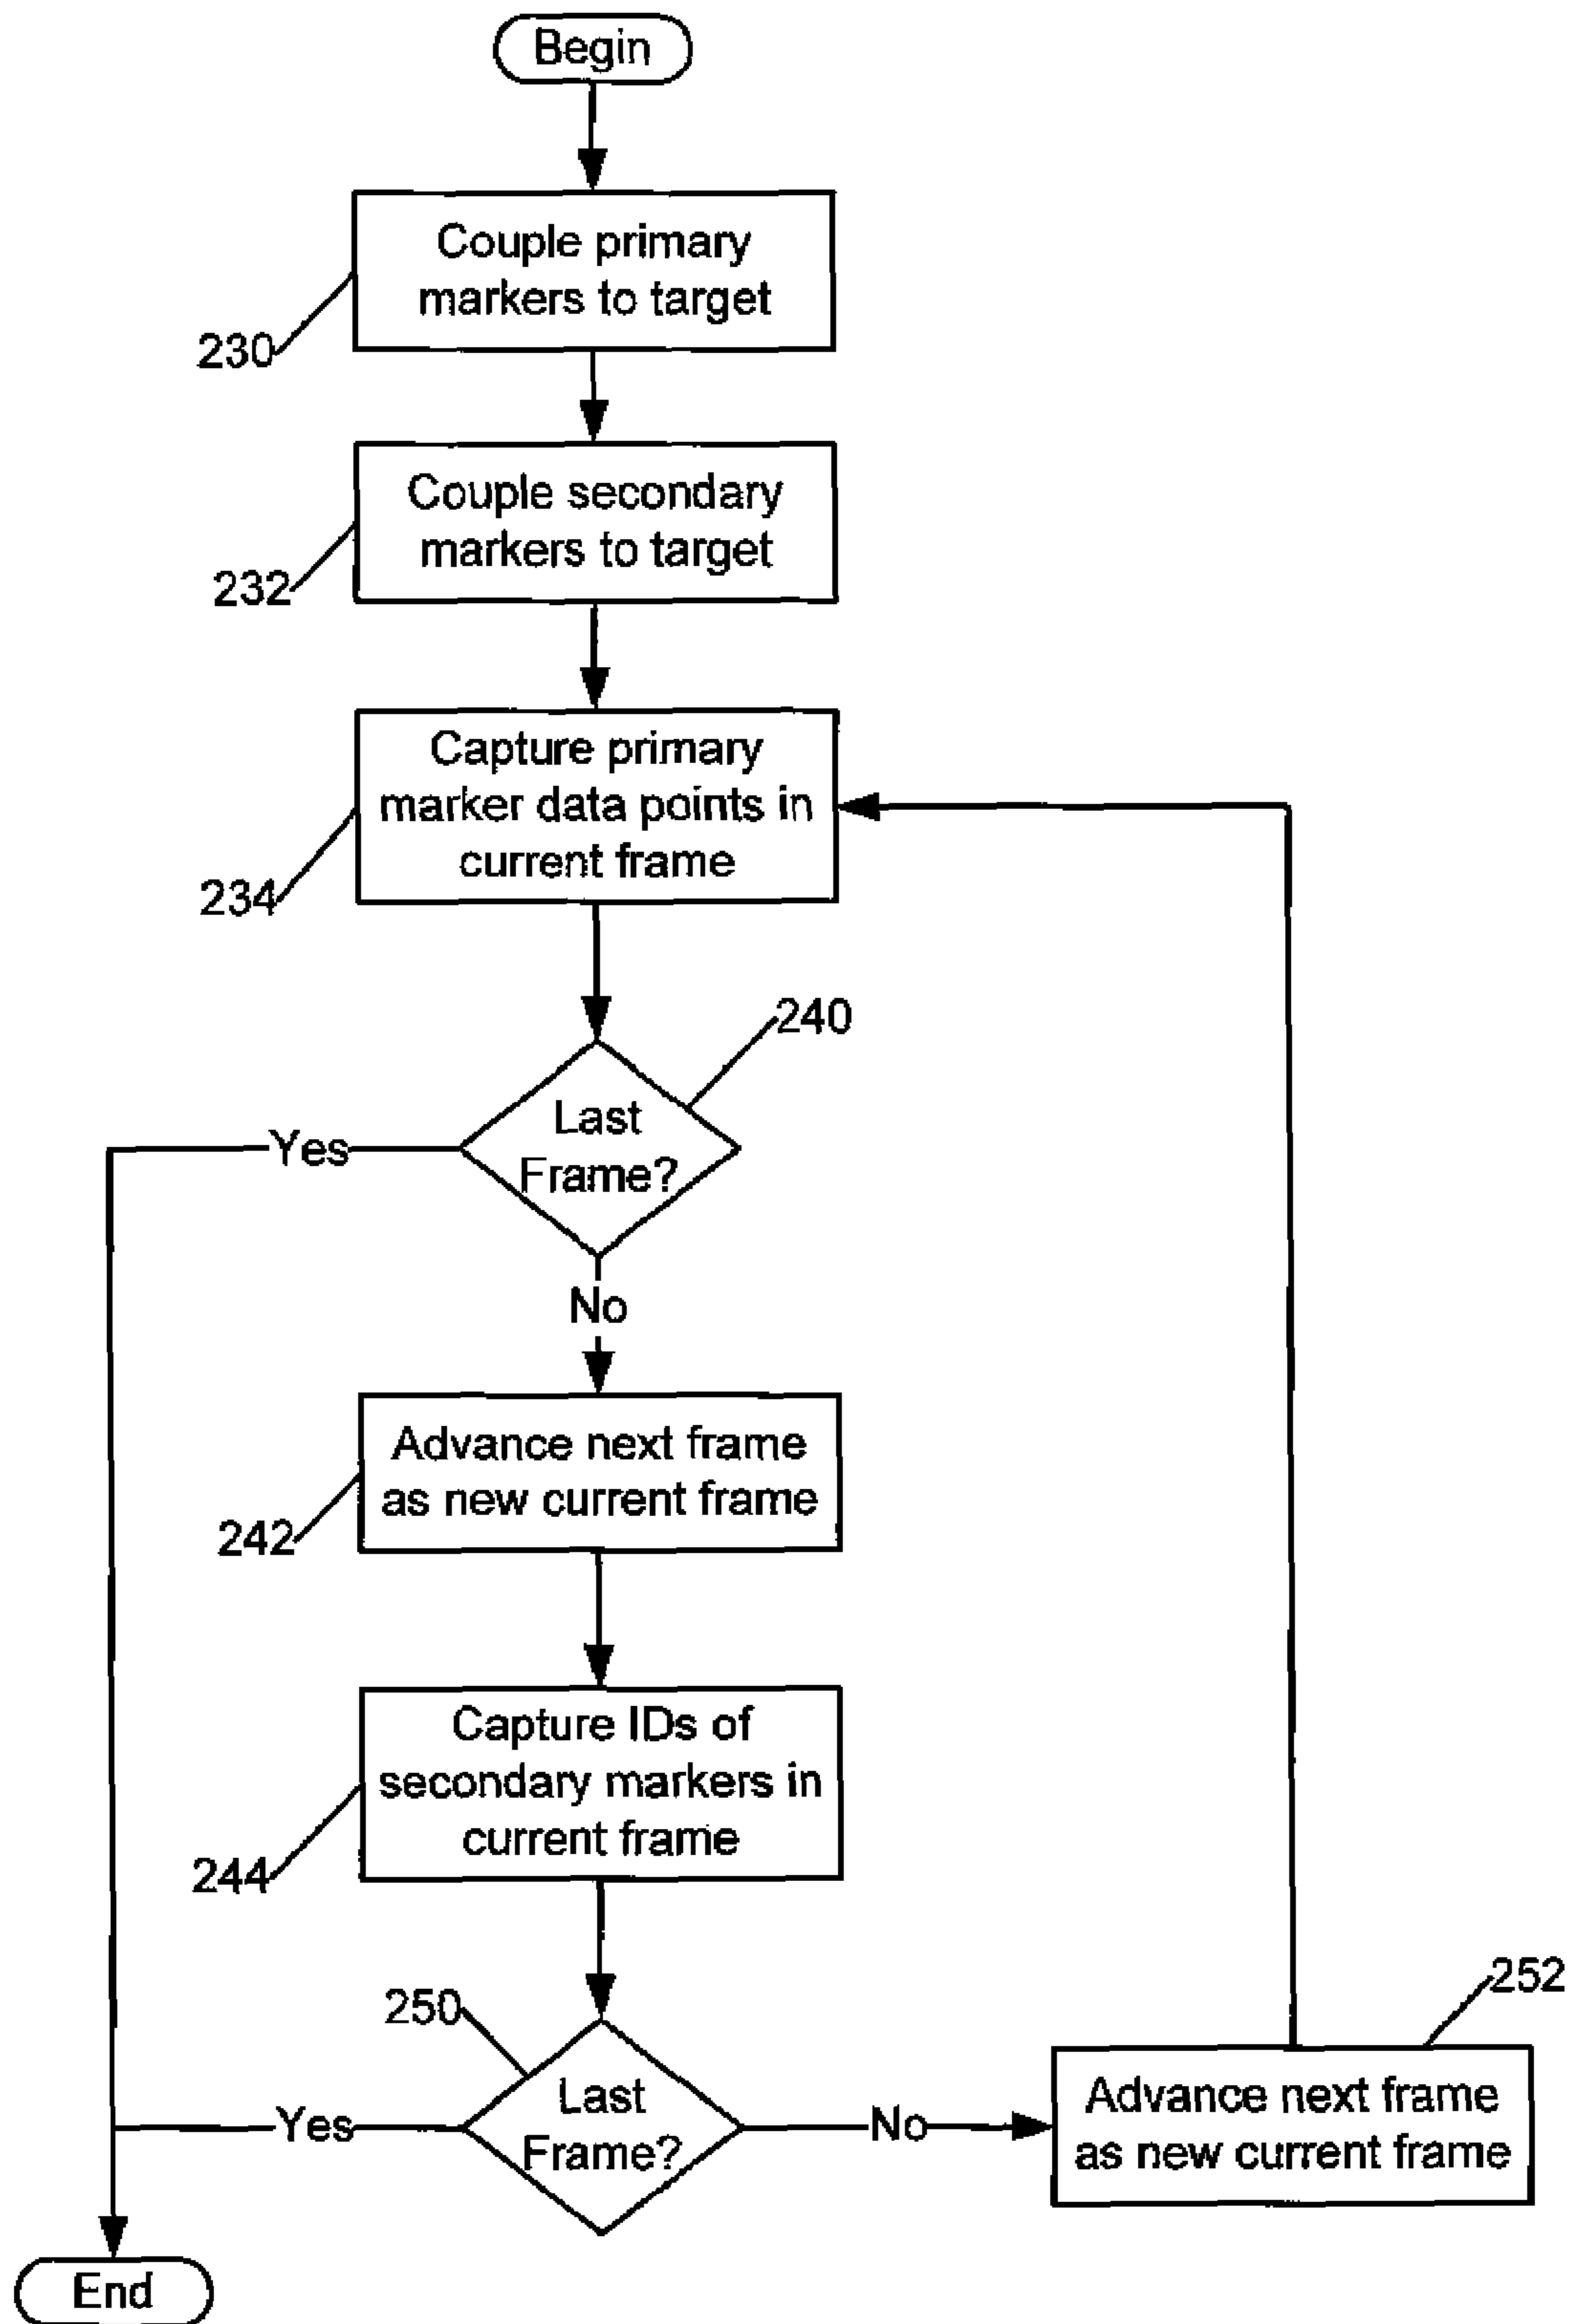 Begin
Couple primary
markers to target
230
Couple secondary
markers to target
232
Capture primary
marker data points in
current frame
234
240
Last
Frame?
Yes
No
Advance next frame
as new current frame
242
Capture IDs of
secondary markers in
current frame
244
250
Last
Frame?
Yes
No
252
Advance next frame
as new current frame
End